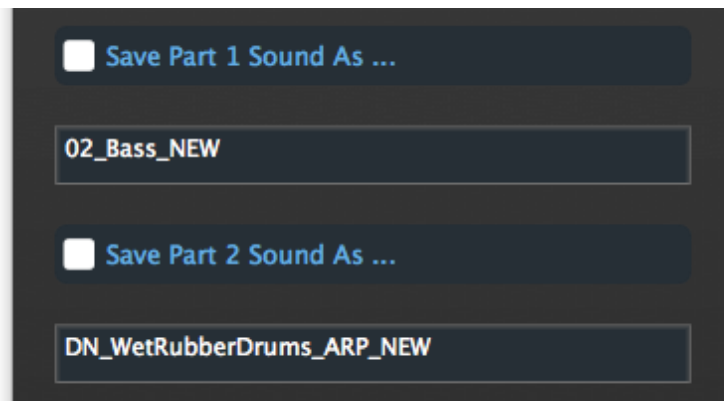 Save Part 1 Sound As ...
02_Bass_NEW
Save Part 2 Sound As ...
DN_WetRubberDrums_ARP_NEW